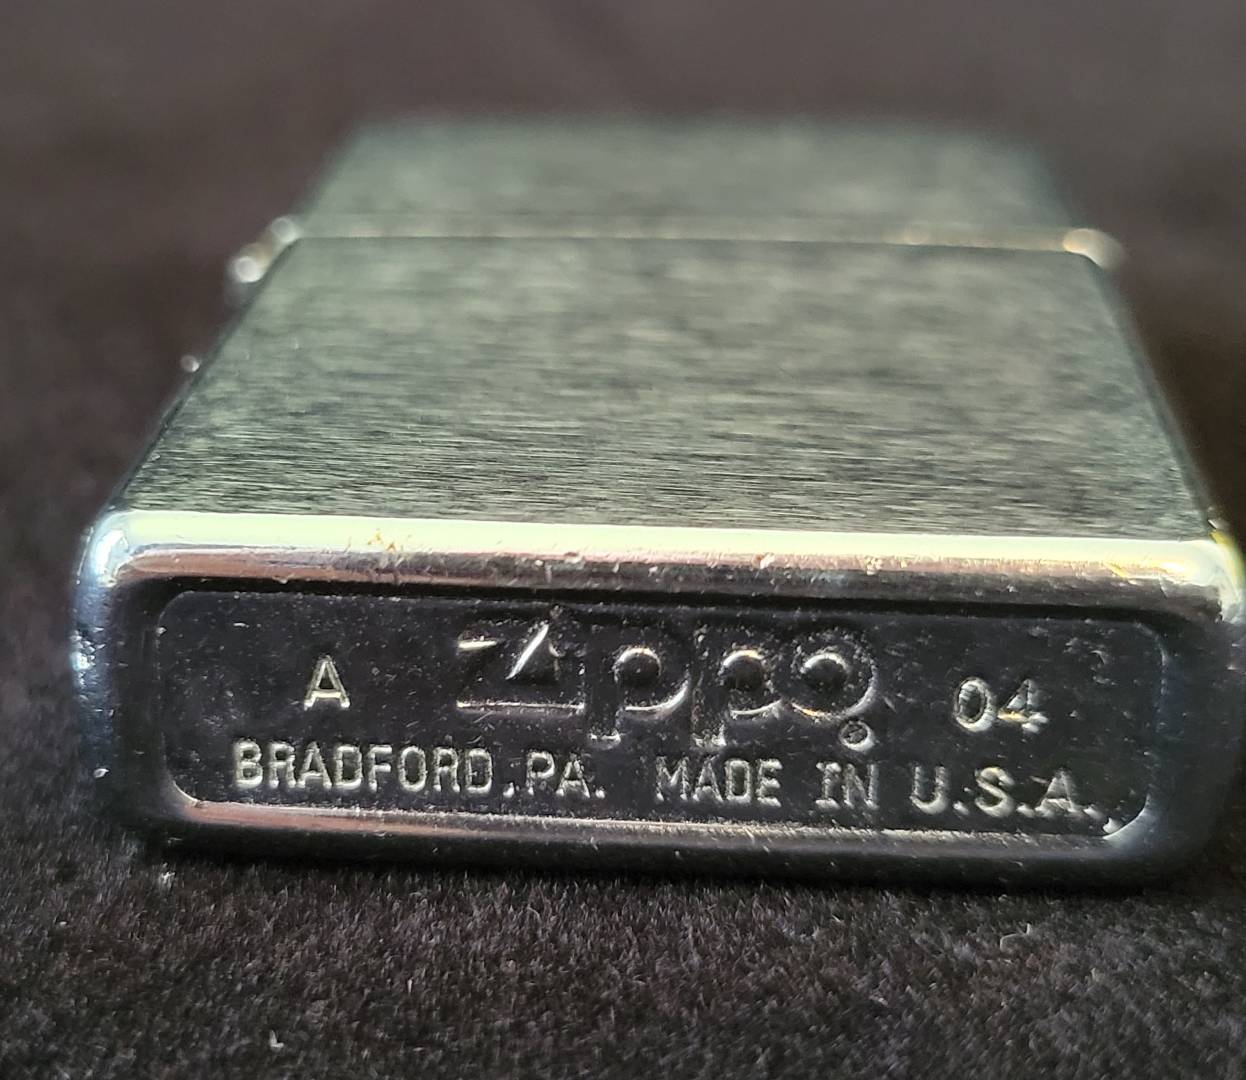 A Zippo® 04
BRADFORD, PA. MADE IN U.S.A.